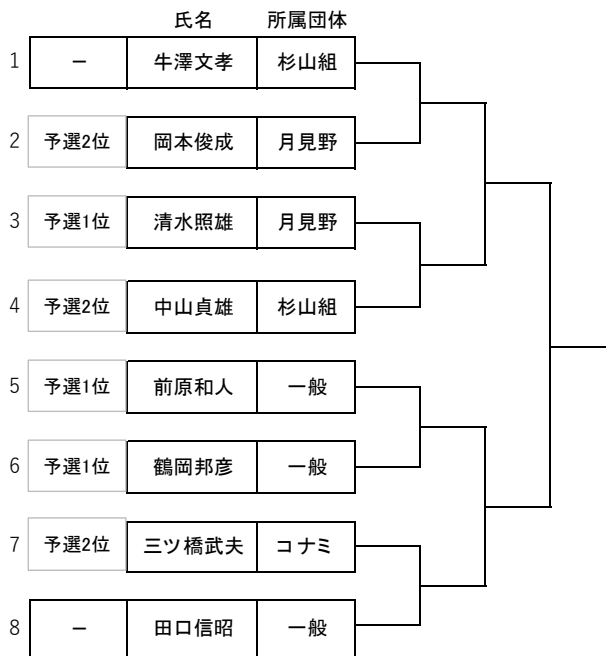 氏名 所属団体
1 － 牛澤文孝 杉山組
2 予選2位 岡本俊成 月見野
3 予選1位 清水照雄 月見野
4 予選2位 中山貞雄 杉山組
5 予選1位 前原和人 一般
6 予選1位 鶴岡邦彦 一般
7 予選2位 三ツ橋武夫 コナミ
8 － 田口信昭 一般